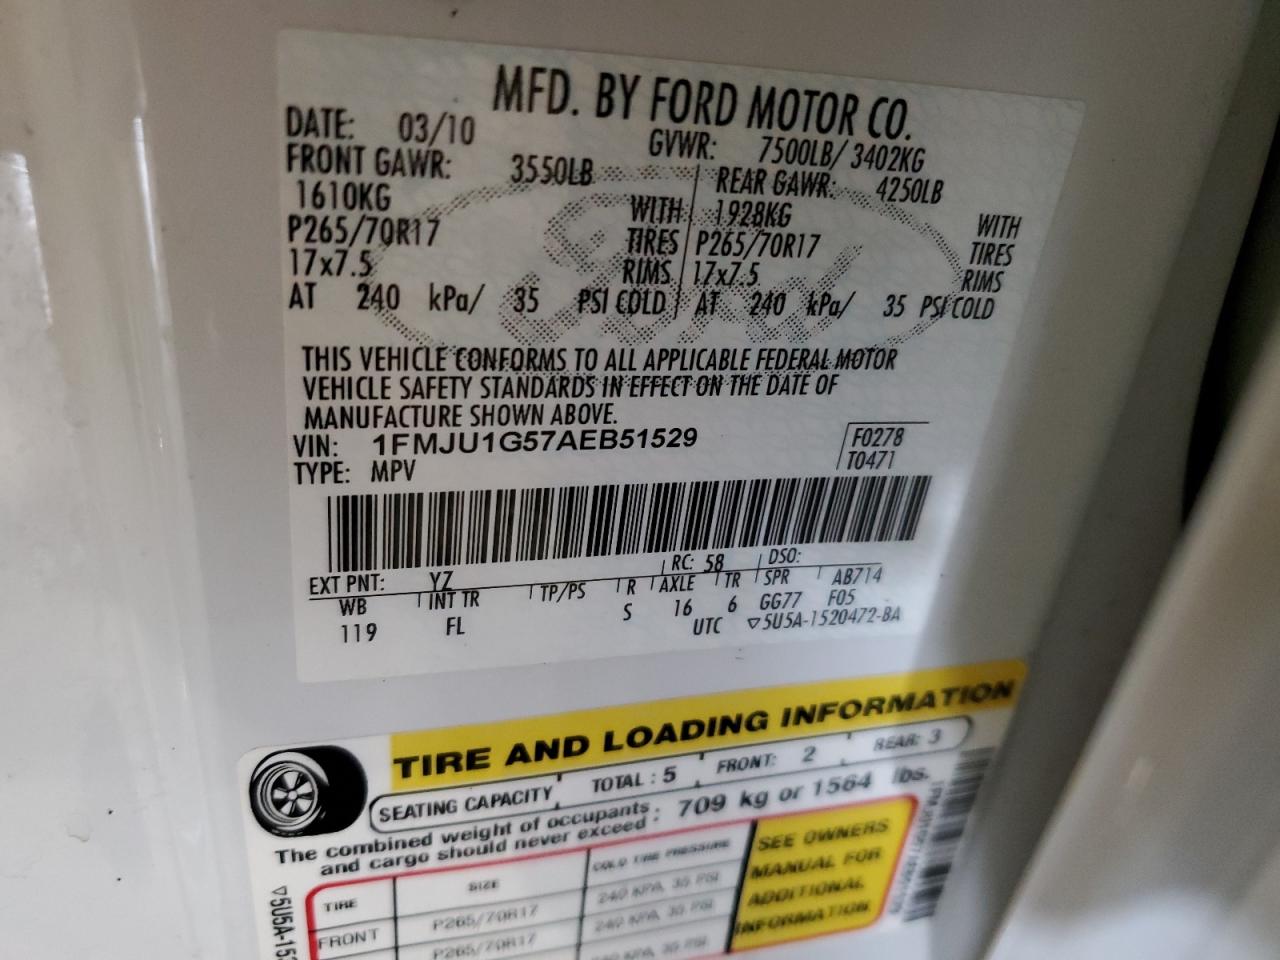 MFD. BY FORD MOTOR CO.
DATE: 03/10 GVWR: 7500LB/ 3402KG
FRONT GAWR: 3550LB REAR GAWR: 4250LB
1610KG WITH 1928KG WITH
P265/70R17 TIRES P265/70R17 TIRES
17x7.5 RIMS 17x7.5 RIMS
AT 240 kPa/ 35 PSI COLD AT 240 kPa/ 35 PSI COLD
THIS VEHICLE CONFORMS TO ALL APPLICABLE FEDERAL MOTOR
VEHICLE SAFETY STANDARDS IN EFFECT ON THE DATE OF
MANUFACTURE SHOWN ABOVE.
VIN: 1FMJU1G57AEB51529 F0278
TYPE: MPV T0471
EXT PNT: YZ RC: 58 DSO:
WB INT TR TP/PS R AXLE TR SPR AB714
119 FL S 16 6 GG77 F05
UTC ▽5U5A-1520472-BA
TIRE AND LOADING INFORMATION
SEATING CAPACITY TOTAL : 5 FRONT: 2 REAR: 3
The combined weight of occupants
and cargo should never exceed : 709 kg or 1564 lbs.
TIRE SIZE COLD TIRE PRESSURE
FRONT P265/70R17 240 KPA, 35 PSI
P265/70R17 240 KPA, 35 PSI
SEE OWNERS
MANUAL FOR
ADDITIONAL
INFORMATION